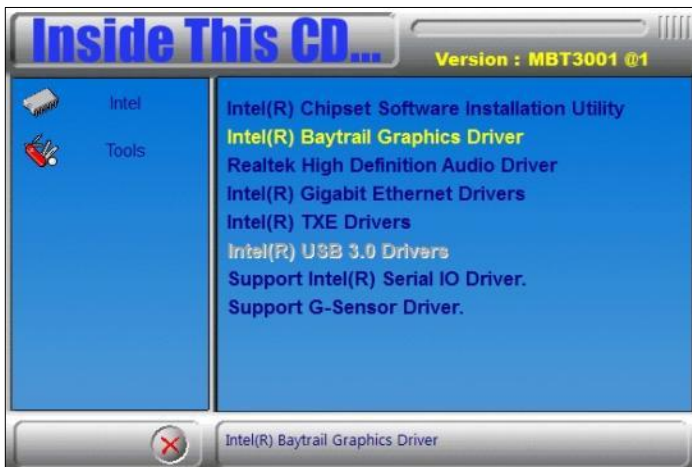 Inside This CD...
Version : MBT3001 @1
Intel
Tools
Intel(R) Chipset Software Installation Utility
Intel(R) Baytrail Graphics Driver
Realtek High Definition Audio Driver
Intel(R) Gigabit Ethernet Drivers
Intel(R) TXE Drivers
Intel(R) USB 3.0 Drivers
Support Intel(R) Serial IO Driver.
Support G-Sensor Driver.
Intel(R) Baytrail Graphics Driver